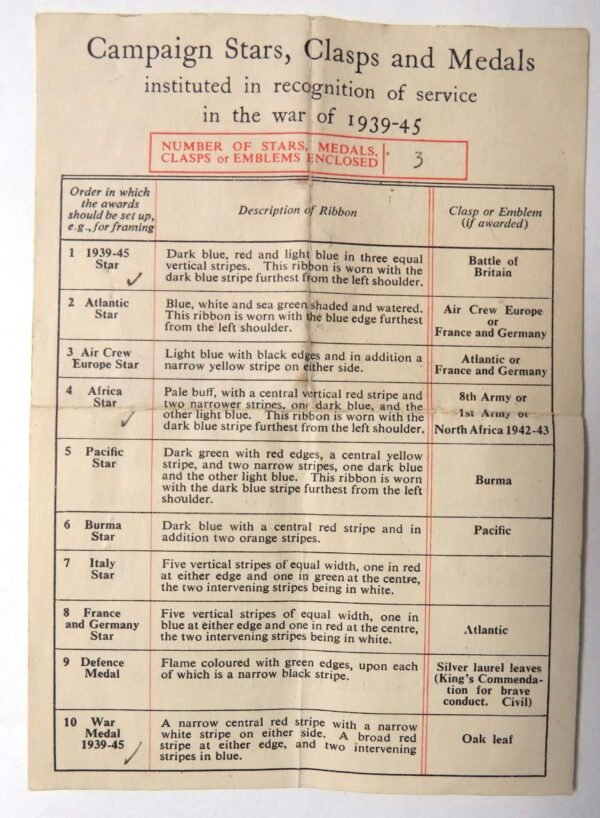 Campaign Stars, Clasps and Medals
instituted in recognition of service
in the war of 1939-45
NUMBER OF STARS, MEDALS,
CLASPS or EMBLEMS ENCLOSED
3
Order in which
the awards
should be set up,
e.g., for framing
Description of Ribbon
Clasp or Emblem
(if awarded)
1 1939-45
Star ✓
Dark blue, red and light blue in three equal
vertical stripes. This ribbon is worn with the
dark blue stripe furthest from the left shoulder.
Battle of
Britain
2 Atlantic
Star
Blue, white and sea green shaded and watered.
This ribbon is worn with the blue edge furthest
from the left shoulder.
Air Crew Europe
or
France and Germany
3 Air Crew
Europe Star
Light blue with black edges and in addition a
narrow yellow stripe on either side.
Atlantic or
France and Germany
4 Africa
Star ✓
Pale buff, with a central vertical red stripe and
two narrower stripes, one dark blue, and the
other light blue. This ribbon is worn with the
dark blue stripe furthest from the left shoulder.
8th Army or
1st Army or
North Africa 1942-43
5 Pacific
Star
Dark green with red edges, a central yellow
stripe, and two narrow stripes, one dark blue
and the other light blue. This ribbon is worn
with the dark blue stripe furthest from the left
shoulder.
Burma
6 Burma
Star
Dark blue with a central red stripe and in
addition two orange stripes.
Pacific
7 Italy
Star
Five vertical stripes of equal width, one in red
at either edge and one in green at the centre,
the two intervening stripes being in white.
8 France
and Germany
Star
Five vertical stripes of equal width, one in
blue at either edge and one in red at the centre,
the two intervening stripes being in white.
Atlantic
9 Defence
Medal
Flame coloured with green edges, upon each
of which is a narrow black stripe.
Silver laurel leaves
(King's Commenda-
tion for brave
conduct. Civil)
10 War
Medal
1939-45 ✓
A narrow central red stripe with a narrow
white stripe on either side. A broad red
stripe at either edge, and two intervening
stripes in blue.
Oak leaf